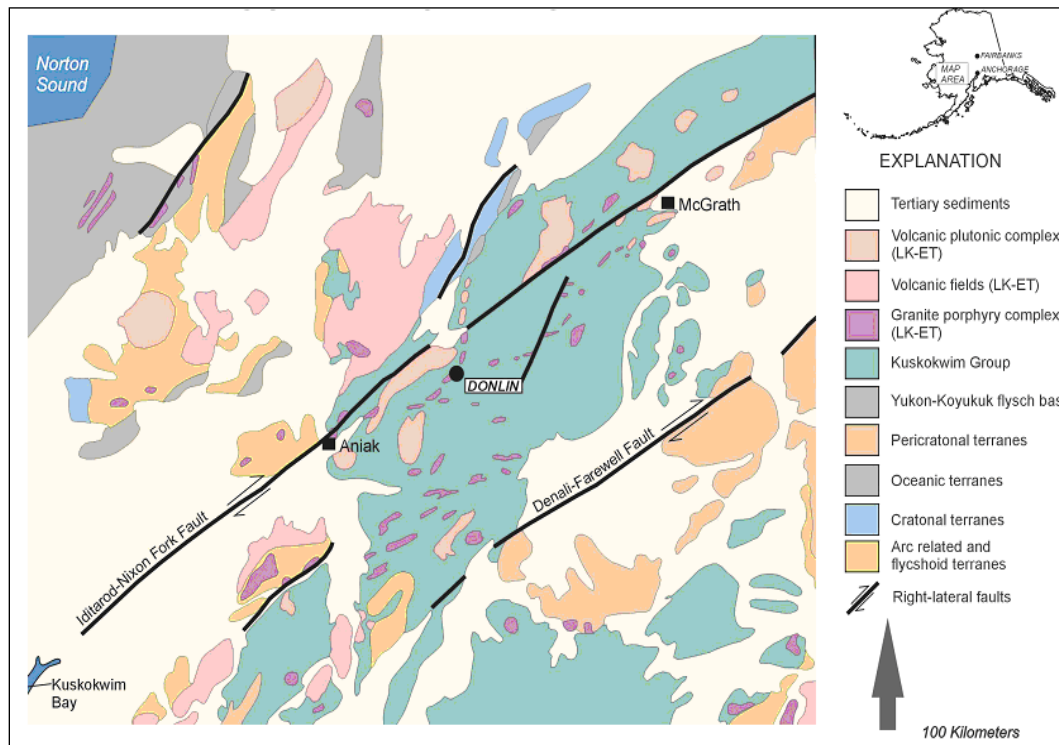 Norton
Sound
McGrath
DONLIN
Aniak
Iditarod-Nixon Fork Fault
Denali-Farewell Fault
Kuskokwim
Bay
FAIRBANKS
ANCHORAGE
MAP
AREA
EXPLANATION
Tertiary sediments
Volcanic plutonic complex
(LK-ET)
Volcanic fields (LK-ET)
Granite porphyry complex
(LK-ET)
Kuskokwim Group
Yukon-Koyukuk flysch bas
Pericratonal terranes
Oceanic terranes
Cratonal terranes
Arc related and
flycshoid terranes
Right-lateral faults
100 Kilometers